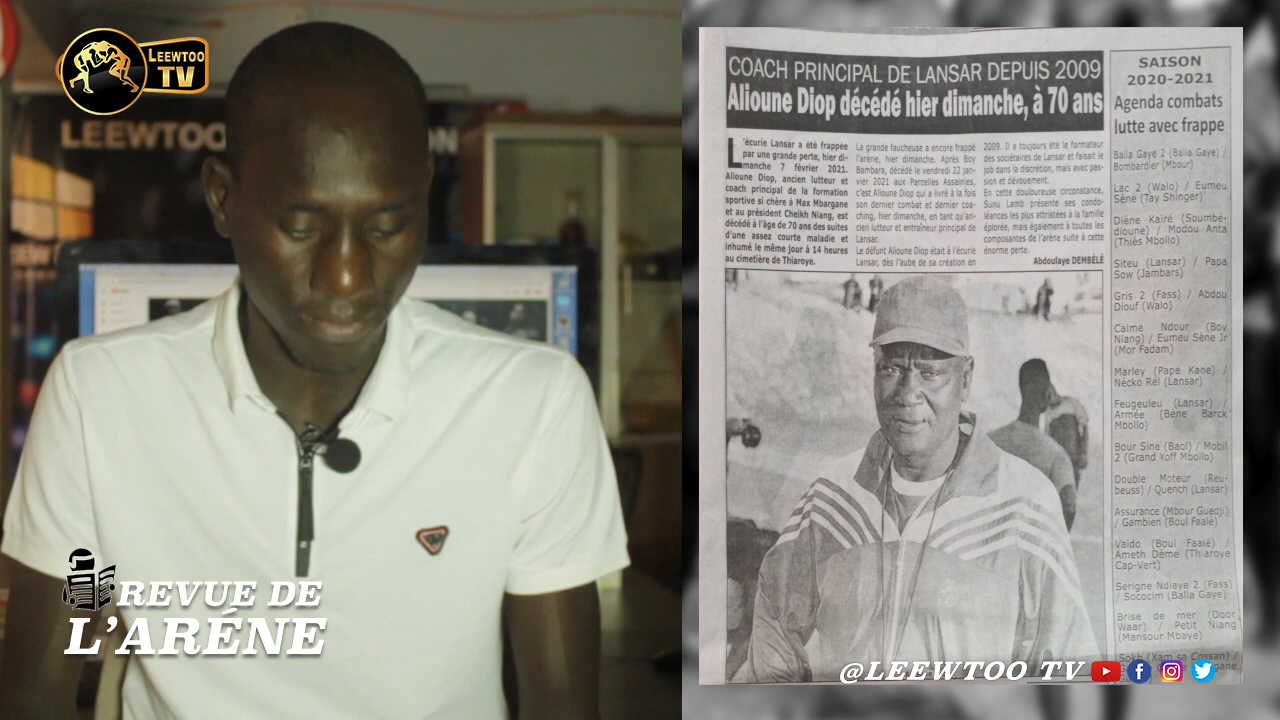 LEEWTOO
TV
LEEWTOO
REVUE DE
L'ARÉNE
COACH PRINCIPAL DE LANSAR DEPUIS 2009
Alioune Diop décédé hier dimanche, à 70 ans
L'écurie Lansar a été frappée
par une grande perte, hier di-
manche 7 février 2021.
Alioune Diop, ancien lutteur et
coach principal de la formation
sportive si chère à Max Mbargane
et au président Cheikh Niang, est
décédé à l'âge de 70 ans des suites
d'une assez courte maladie et
inhumé le même jour à 14 heures
au cimetière de Thiaroye.
La grande faucheuse a encore frappé
l'arène, hier dimanche. Après Boy
Bambara, décédé le vendredi 22 jan-
vier 2021 aux Parcelles Assainies,
c'est Alioune Diop qui a livré à la fois
son dernier combat et dernier coa-
ching, hier dimanche, en tant qu'an-
cien lutteur et entraîneur principal de
Lansar.
Le défunt Alioune Diop était à l'écurie
Lansar, dès l'aube de sa création en
2009. Il a toujours été le formateur
des sociétaires de Lansar et faisait le
job dans la discrétion, mais avec pas-
sion et dévouement.
En cette douloureuse circonstance,
Sunu Lamb présente ses condo-
léances les plus attristées à la famille
éplorée, mais également à toutes les
composantes de l'arène suite à cette
énorme perte.
Abdoulaye DEMBÉLÉ
SAISON
2020-2021
Agenda combats
lutte avec frappe
Balla Gaye 2 (Balla Gaye) /
Bombardier (Mbour)
Lac 2 (Walo) / Eumeu
Sène (Tay Shinger)
Diène Kairé (Soumbé-
dioune) / Modou Anta
(Thiès Mbollo)
Siteu (Lansar) / Papa
Sow (Jambars)
Gris 2 (Fass) / Abdou
Diouf (Walo)
Calme Ndour (Boy
Niang) / Eumeu Sène Jr
(Mor Fadam)
Marley (Pape Kane) /
Nécko Rél (Lansar)
Feugeuleu (Lansar) /
Armée (Bène Barck
Mbollo)
Bour Sine (Baol) / Mobil
2 (Grand Yoff Mbollo)
Double Moteur (Reu-
beuss) / Quench (Lansar)
Assurance (Mbour Guedji)
/ Gambien (Boul Faalé)
Valdo (Boul Faalé) /
Ameth Dème (Thiaroye
Cap-Vert)
Serigne Ndiaye 2 (Fass)
/ Sococim (Balla Gaye)
Brise de mer (Door
Waar) / Petit Niang
(Mansour Mbaye)
Sokh (Xam sa Cossan) /
@LEEWTOO TV